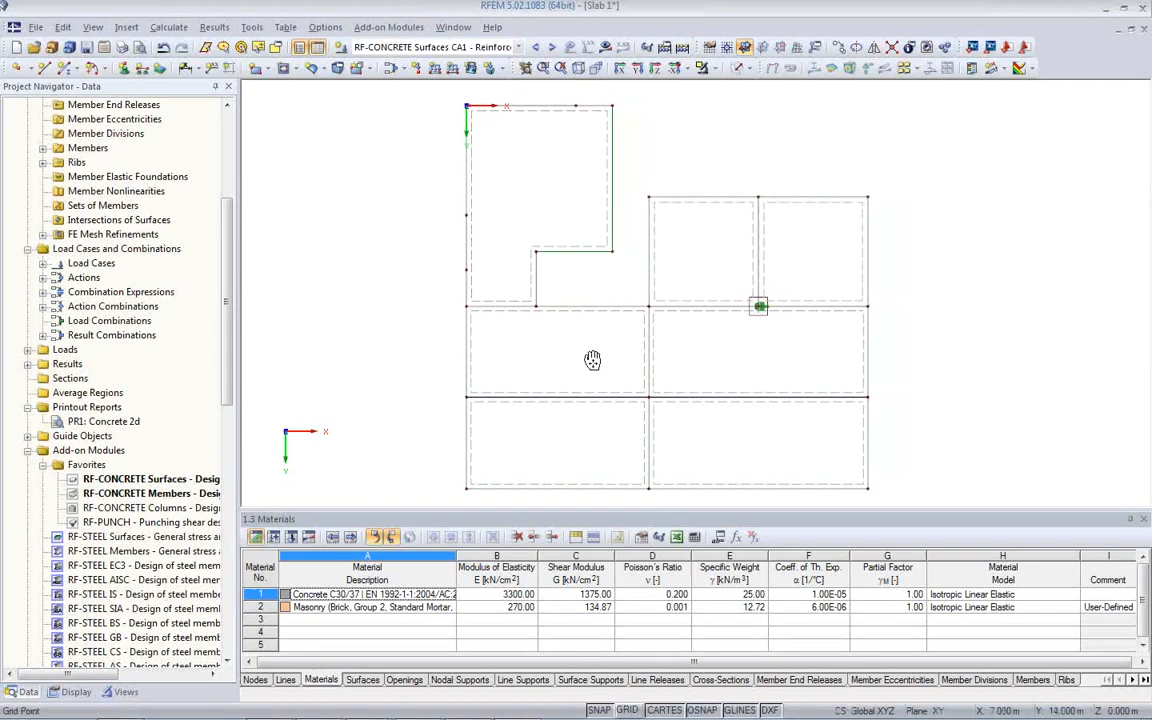 RFEM 5.02.1083 (64bit) - [Slab 1*]
File Edit View Insert Calculate Results Tools Table Options Add-on Modules Window Help
RF-CONCRETE Surfaces CA1 - Reinforc
Project Navigator - Data
Member End Releases
Member Eccentricities
Member Divisions
Members
Ribs
Member Elastic Foundations
Member Nonlinearities
Sets of Members
Intersections of Surfaces
FE Mesh Refinements
Load Cases and Combinations
Load Cases
Actions
Combination Expressions
Action Combinations
Load Combinations
Result Combinations
Loads
Results
Sections
Average Regions
Printout Reports
PR1: Concrete 2d
Guide Objects
Add-on Modules
Favorites
RF-CONCRETE Surfaces - Desig
RF-CONCRETE Members - Desig
RF-CONCRETE Columns - Design
RF-PUNCH - Punching shear des
RF-STEEL Surfaces - General stress a
RF-STEEL Members - General stress
RF-STEEL EC3 - Design of steel mem
RF-STEEL AISC - Design of steel me
RF-STEEL IS - Design of steel memb
RF-STEEL SIA - Design of steel mem
RF-STEEL BS - Design of steel mem
RF-STEEL GB - Design of steel mem
RF-STEEL CS - Design of steel mem
RF-STEEL AS - Design of steel mem
Data Display Views
X
Y
X
Y
1.3 Materials
A B C D E F G H I
Material No. Material Description Modulus of Elasticity E [kN/cm2] Shear Modulus G [kN/cm2] Poisson's Ratio ν [-] Specific Weight γ [kN/m3] Coeff. of Th. Exp. α [1/°C] Partial Factor γM [-] Material Model Comment
1 Concrete C30/37 | EN 1992-1-1:2004/AC:2 3300.00 1375.00 0.200 25.00 1.00E-05 1.00 Isotropic Linear Elastic
2 Masonry (Brick, Group 2, Standard Mortar, 270.00 134.87 0.001 12.72 6.00E-06 1.00 Isotropic Linear Elastic User-Defined
3
4
5
Nodes Lines Materials Surfaces Openings Nodal Supports Line Supports Surface Supports Line Releases Cross-Sections Member End Releases Member Eccentricities Member Divisions Members Ribs
Grid Point SNAP GRID CARTES OSNAP GLINES DXF CS Global XYZ Plane XY X: 7.000 m Y: 14.000 m Z: 0.000 m